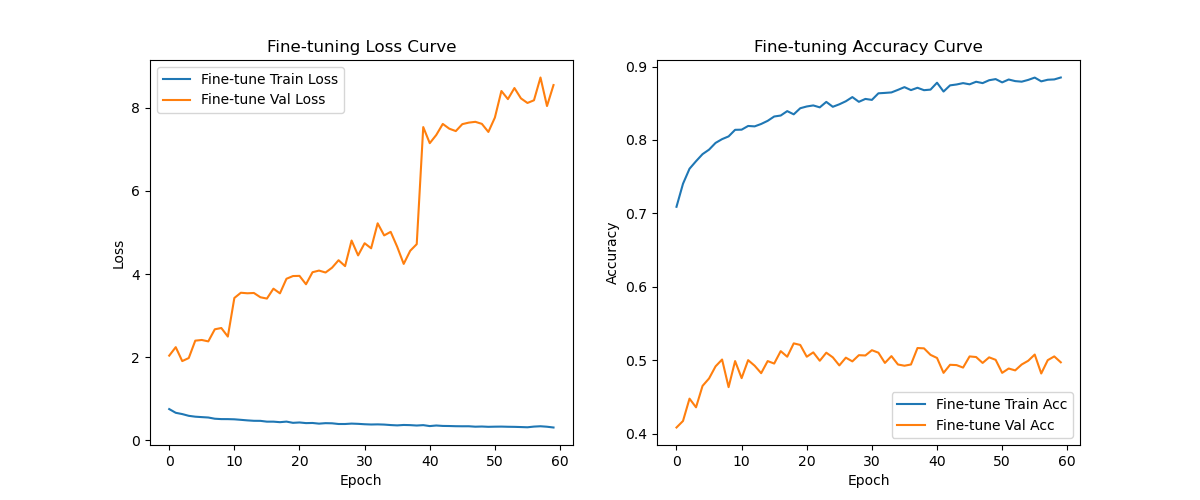 Fine-tuning Loss Curve
Fine-tune Train Loss
Fine-tune Val Loss
8
6
4
2
0
Loss
0 10 20 30 40 50 60
Epoch
Fine-tuning Accuracy Curve
0.9
0.8
0.7
0.6
0.5
0.4
Accuracy
Fine-tune Train Acc
Fine-tune Val Acc
0 10 20 30 40 50 60
Epoch